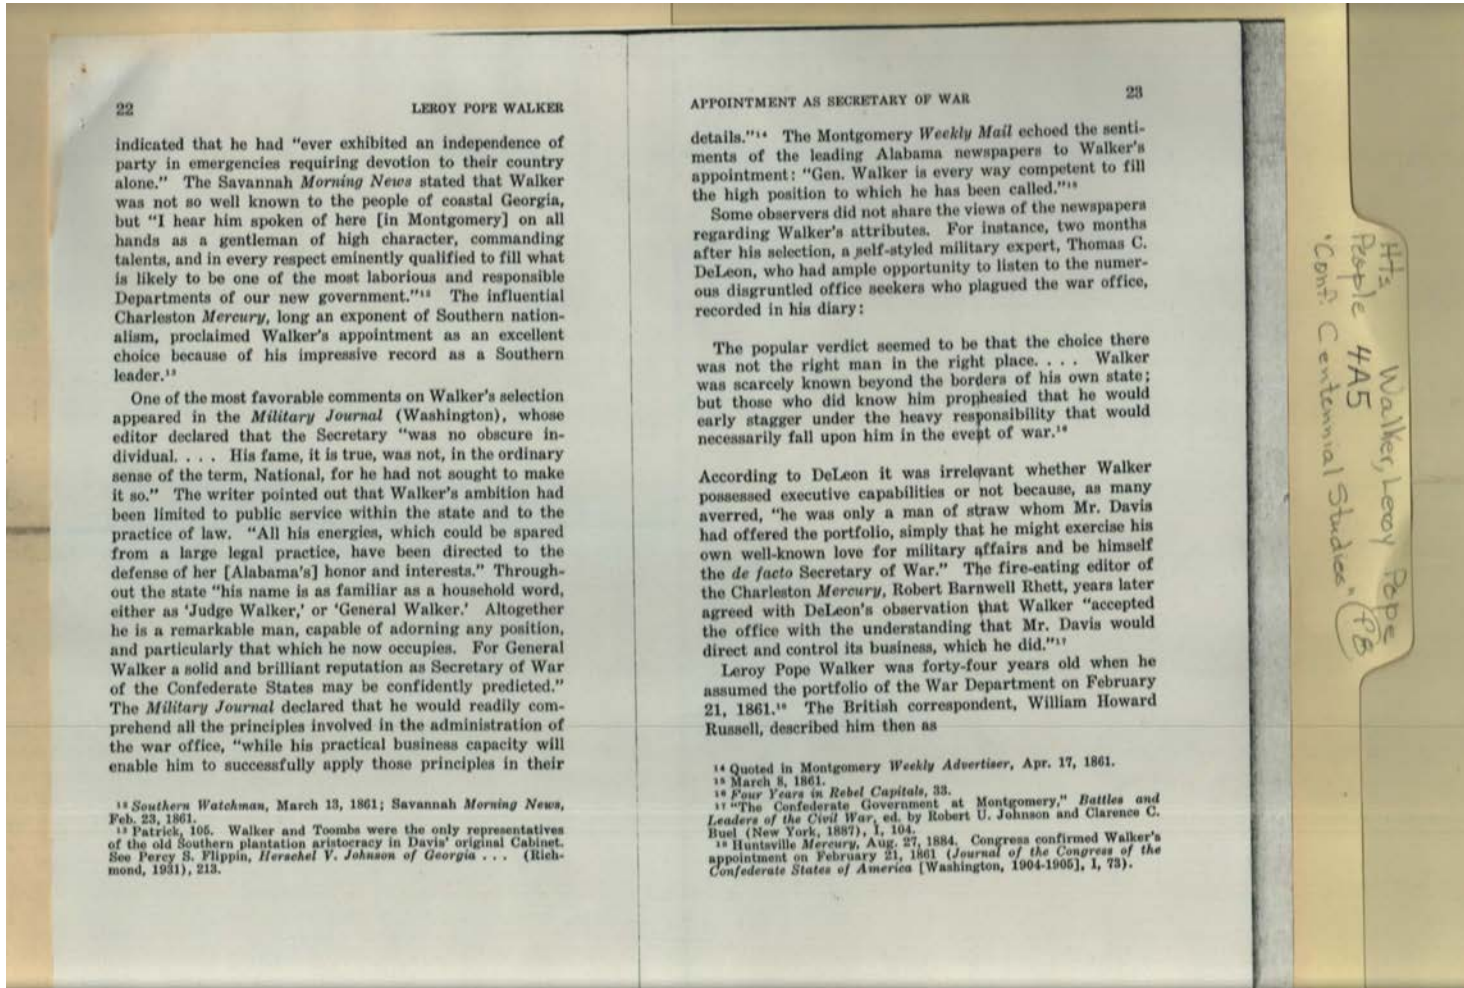 22
LEROY POPE WALKER
indicated that he had "ever exhibited an independence of
party in emergencies requiring devotion to their country
alone." The Savannah Morning News stated that Walker
was not so well known to the people of coastal Georgia,
but "I hear him spoken of here [in Montgomery] on all
hands as a gentleman of high character, commanding
talents, and in every respect eminently qualified to fill what
is likely to be one of the most laborious and responsible
Departments of our new government."¹² The influential
Charleston Mercury, long an exponent of Southern nation-
alism, proclaimed Walker's appointment as an excellent
choice because of his impressive record as a Southern
leader.¹³
One of the most favorable comments on Walker's selection
appeared in the Military Journal (Washington), whose
editor declared that the Secretary "was no obscure in-
dividual. . . . His fame, it is true, was not, in the ordinary
sense of the term, National, for he had not sought to make
it so." The writer pointed out that Walker's ambition had
been limited to public service within the state and to the
practice of law. "All his energies, which could be spared
from a large legal practice, have been directed to the
defense of her [Alabama's] honor and interests." Through-
out the state "his name is as familiar as a household word,
either as 'Judge Walker,' or 'General Walker.' Altogether
he is a remarkable man, capable of adorning any position,
and particularly that which he now occupies. For General
Walker a solid and brilliant reputation as Secretary of War
of the Confederate States may be confidently predicted."
The Military Journal declared that he would readily com-
prehend all the principles involved in the administration of
the war office, "while his practical business capacity will
enable him to successfully apply those principles in their
¹² Southern Watchman, March 13, 1861; Savannah Morning News,
Feb. 23, 1861.
¹³ Patrick, 105. Walker and Toombs were the only representatives
of the old Southern plantation aristocracy in Davis' original Cabinet.
See Percy S. Flippin, Herschel V. Johnson of Georgia . . . (Rich-
mond, 1931), 213.
APPOINTMENT AS SECRETARY OF WAR
23
details."¹⁴ The Montgomery Weekly Mail echoed the senti-
ments of the leading Alabama newspapers to Walker's
appointment: "Gen. Walker is every way competent to fill
the high position to which he has been called."¹⁵
Some observers did not share the views of the newspapers
regarding Walker's attributes. For instance, two months
after his selection, a self-styled military expert, Thomas C.
DeLeon, who had ample opportunity to listen to the numer-
ous disgruntled office seekers who plagued the war office,
recorded in his diary:
The popular verdict seemed to be that the choice there
was not the right man in the right place. . . . Walker
was scarcely known beyond the borders of his own state;
but those who did know him prophesied that he would
early stagger under the heavy responsibility that would
necessarily fall upon him in the event of war.¹⁶
According to DeLeon it was irrelevant whether Walker
possessed executive capabilities or not because, as many
averred, "he was only a man of straw whom Mr. Davis
had offered the portfolio, simply that he might exercise his
own well-known love for military affairs and be himself
the de facto Secretary of War." The fire-eating editor of
the Charleston Mercury, Robert Barnwell Rhett, years later
agreed with DeLeon's observation that Walker "accepted
the office with the understanding that Mr. Davis would
direct and control its business, which he did."¹⁷
Leroy Pope Walker was forty-four years old when he
assumed the portfolio of the War Department on February
21, 1861.¹⁸ The British correspondent, William Howard
Russell, described him then as
¹⁴ Quoted in Montgomery Weekly Advertiser, Apr. 17, 1861.
¹⁵ March 8, 1861.
¹⁶ Four Years in Rebel Capitals, 33.
¹⁷ "The Confederate Government at Montgomery," Battles and
Leaders of the Civil War, ed. by Robert U. Johnson and Clarence C.
Buel (New York, 1887), I, 104.
¹⁸ Huntsville Mercury, Aug. 27, 1884. Congress confirmed Walker's
appointment on February 21, 1861 (Journal of the Congress of the
Confederate States of America [Washington, 1904-1905], I, 73).
Walker, Leroy Pope
People 4A5
"Conf. Centennial Studies" P8